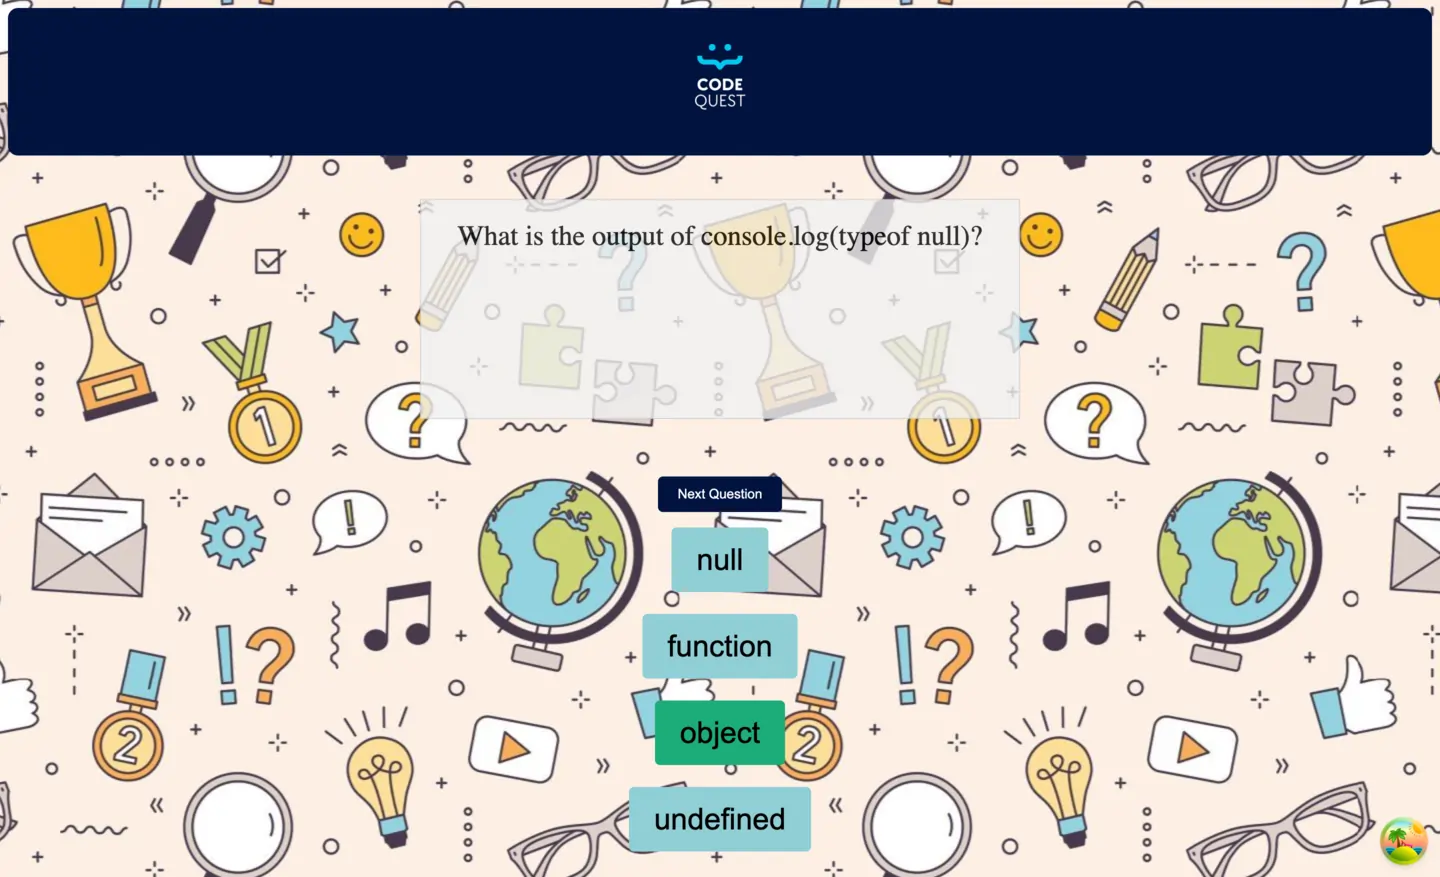 CODE
QUEST
What is the output of console.log(typeof null)?
Next Question
null
function
object
undefined